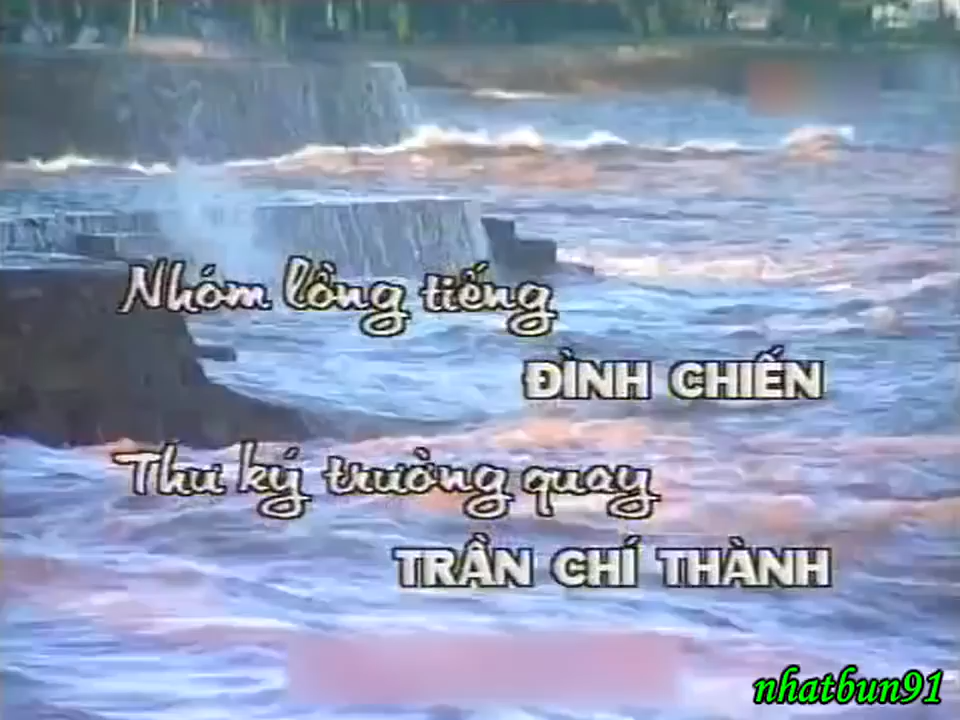 Nhóm lồng tiếng
ĐÌNH CHIẾN
Thư ký trường quay
TRẦN CHÍ THÀNH
nhatbun91